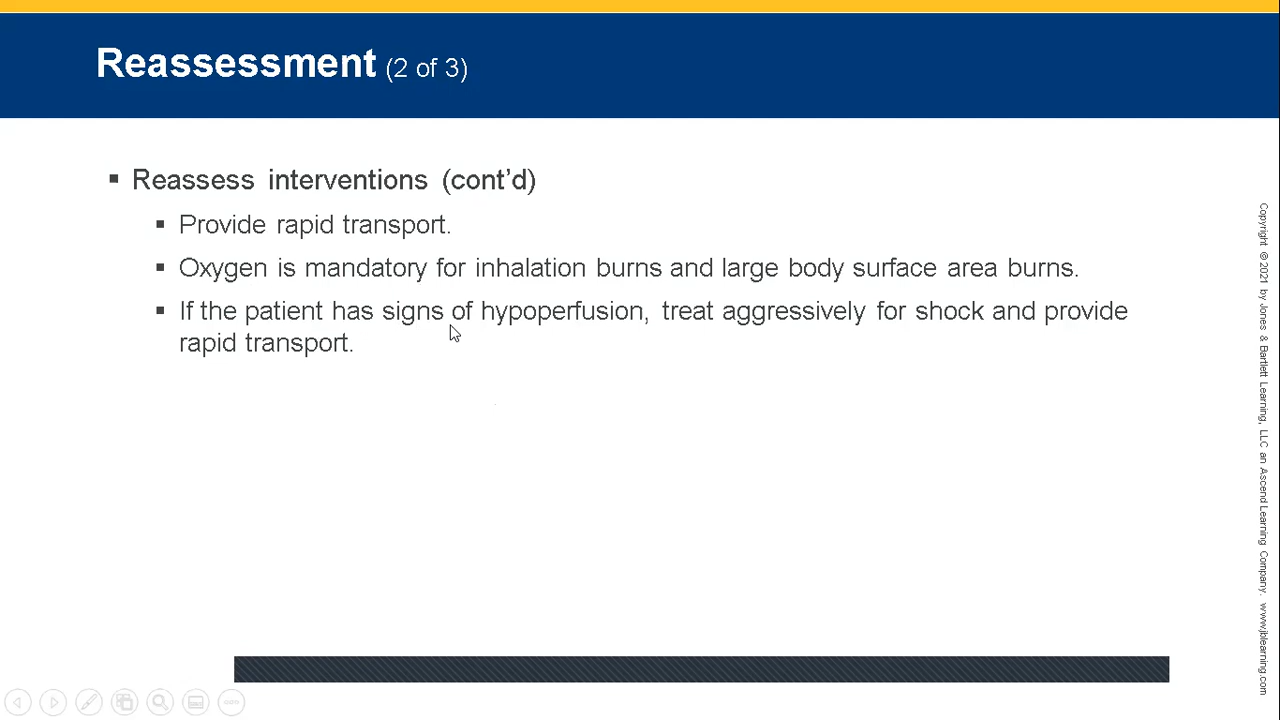 Reassessment (2 of 3)
Reassess interventions (cont’d)
Provide rapid transport.
Oxygen is mandatory for inhalation burns and large body surface area burns.
If the patient has signs of hypoperfusion, treat aggressively for shock and provide
rapid transport.
Copyright © 2021 by Jones & Bartlett Learning, LLC an Ascend Learning Company. www.jblearning.com